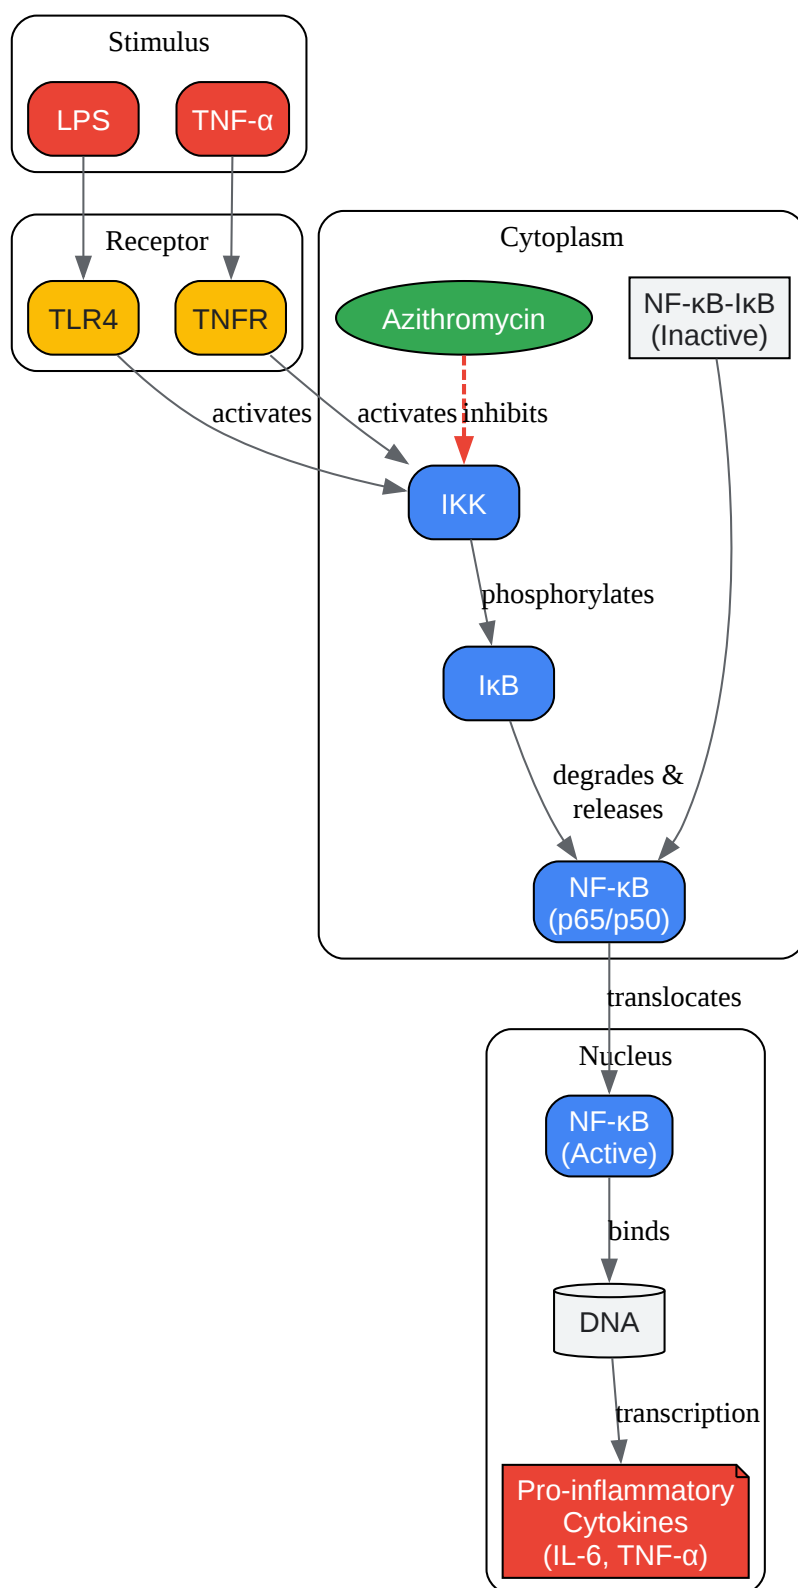 Stimulus
LPS
TNF-α
Receptor
TLR4
TNFR
Cytoplasm
Azithromycin
NF-κB-IκB
(Inactive)
activates
activates
inhibits
IKK
phosphorylates
IκB
degrades &
releases
NF-κB
(p65/p50)
translocates
Nucleus
NF-κB
(Active)
binds
DNA
transcription
Pro-inflammatory
Cytokines
(IL-6, TNF-α)